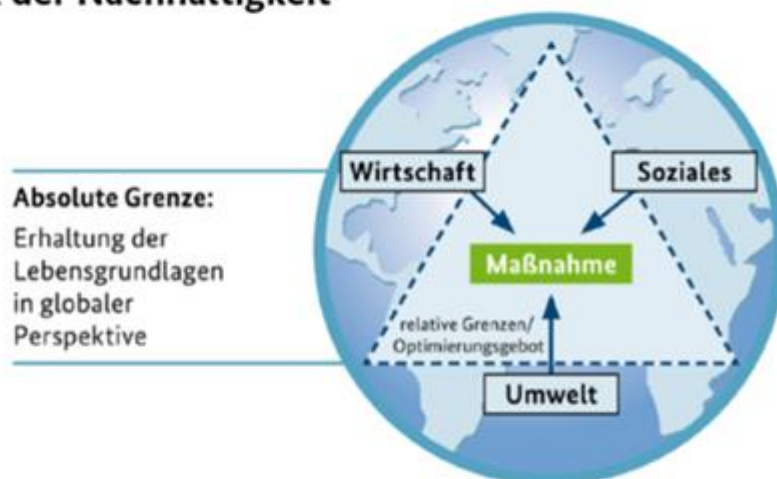 der Nachhaltigkeit
Absolute Grenze:
Erhaltung der
Lebensgrundlagen
in globaler
Perspektive
Wirtschaft
Soziales
Maßnahme
relative Grenzen/
Optimierungsgebot
Umwelt